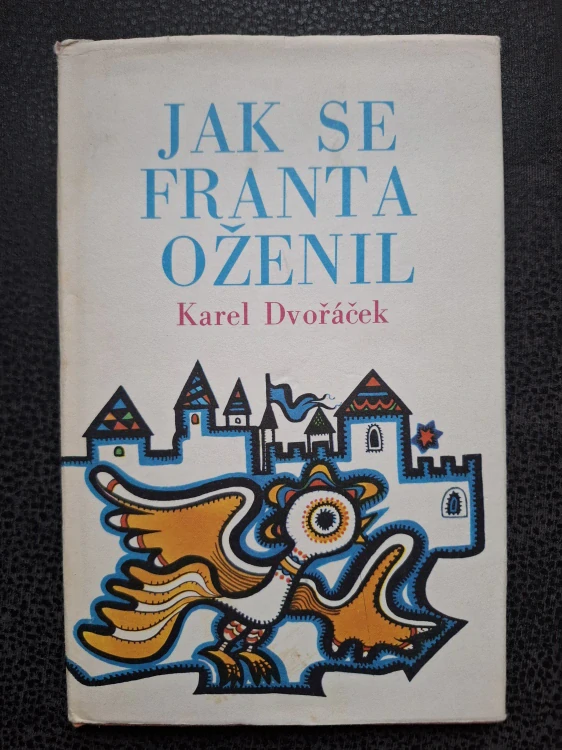 JAK SE
FRANTA
OŽENIL
Karel Dvořáček